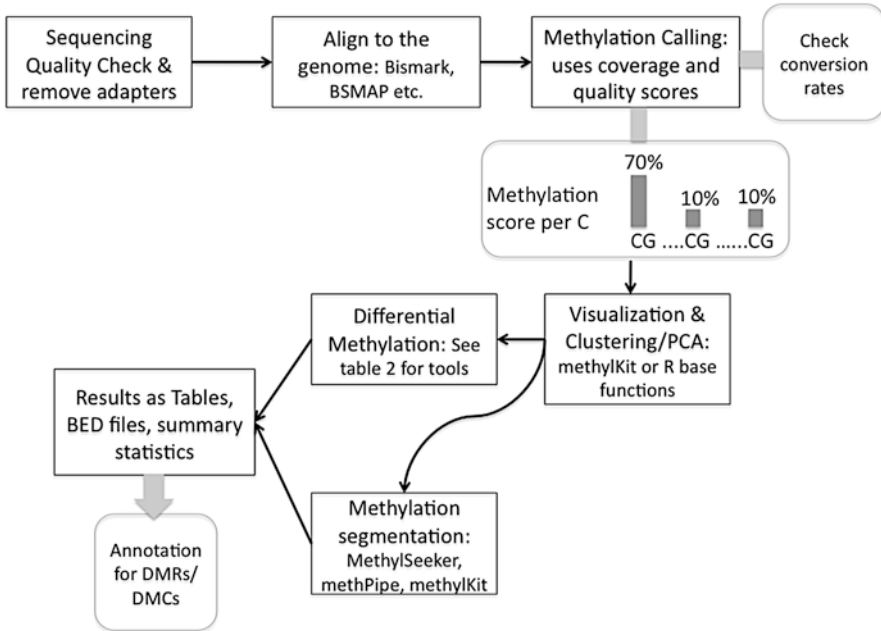 Sequencing
Quality Check &
remove adapters
Align to the
genome: Bismark,
BSMAP etc.
Methylation Calling:
uses coverage and
quality scores
Check
conversion
rates
Methylation
score per C
70%
10%
10%
CG ....CG ......CG
Differential
Methylation: See
table 2 for tools
Visualization &
Clustering/PCA:
methylKit or R base
functions
Results as Tables,
BED files, summary
statistics
Methylation
segmentation:
MethylSeeker,
methPipe, methylKit
Annotation
for DMRs/
DMCs